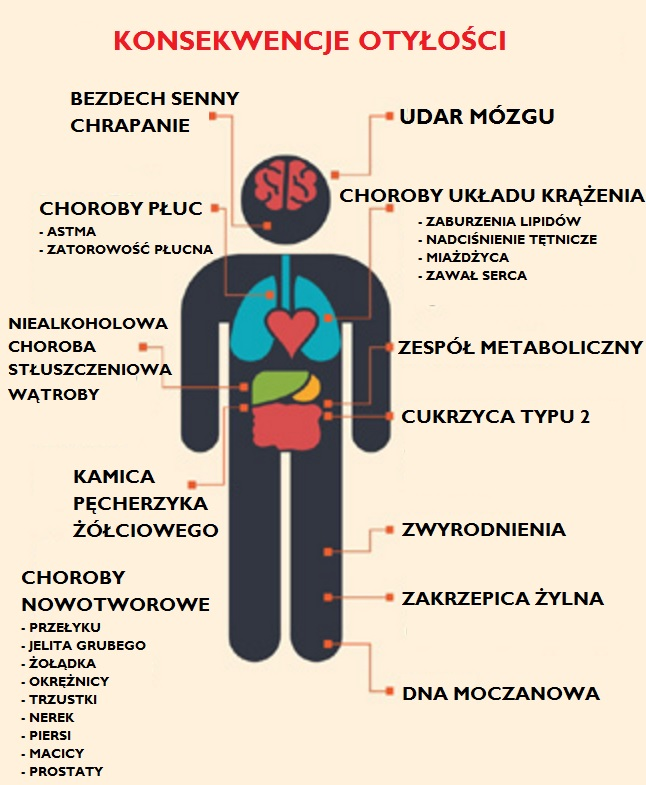 KONSEKWENCJE OTYŁOŚCI
BEZDECH SENNY
CHRAPANIE
UDAR MÓZGU
CHOROBY PŁUC
- ASTMA
- ZATOROWOŚĆ PŁUCNA
CHOROBY UKŁADU KRĄŻENIA
- ZABURZENIA LIPIDÓW
- NADCIŚNIENIE TĘTNICZE
- MIAŻDŻYCA
- ZAWAŁ SERCA
NIEALKOHOLOWA
CHOROBA
STŁUSZCZENIOWA
WĄTROBY
ZESPÓŁ METABOLICZNY
CUKRZYCA TYPU 2
KAMICA
PĘCHERZYKA
ŻÓŁCIOWEGO
ZWYRODNIENIA
ZAKRZEPICA ŻYLNA
DNA MOCZANOWA
CHOROBY
NOWOTWOROWE
- PRZEŁYKU
- JELITA GRUBEGO
- ŻOŁĄDKA
- OKRĘŻNICY
- TRZUSTKI
- NEREK
- PIERSI
- MACICY
- PROSTATY